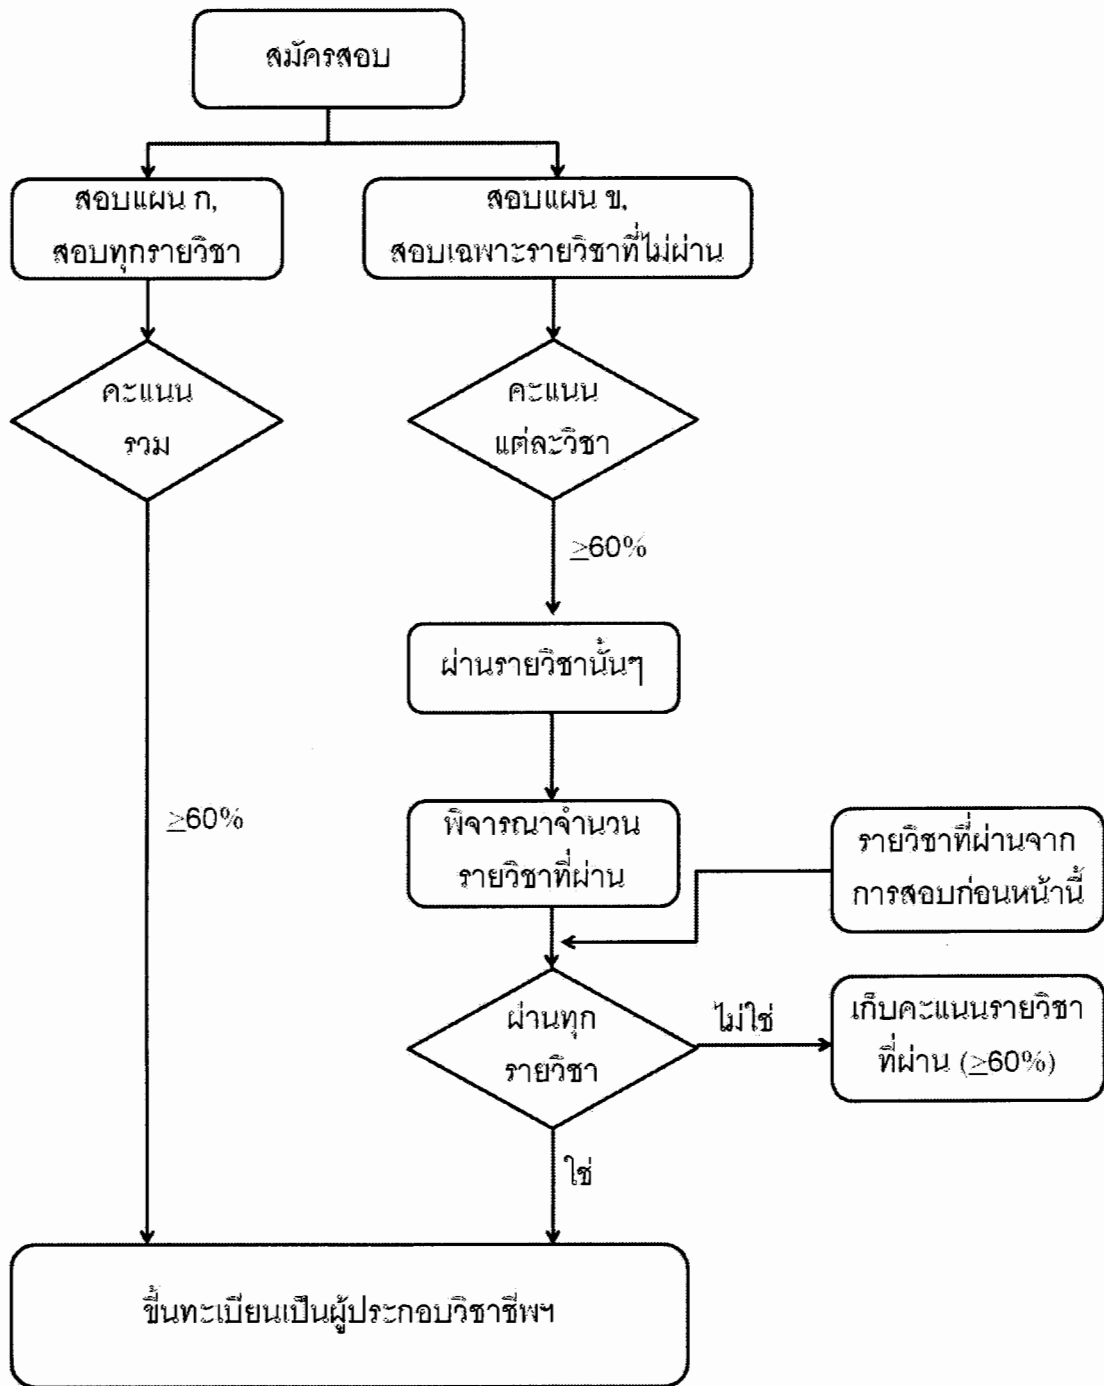 สมัครสอบ
สอบแผน ก,
สอบทุกรายวิชา
สอบแผน ข,
สอบเฉพาะรายวิชาที่ไม่ผ่าน
คะแนน
รวม
คะแนน
แต่ละวิชา
≥60%
ผ่านรายวิชานั้นๆ
≥60%
พิจารณาจำนวน
รายวิชาที่ผ่าน
รายวิชาที่ผ่านจาก
การสอบก่อนหน้านี้
ผ่านทุก
รายวิชา
ไม่ใช่
เก็บคะแนนรายวิชา
ที่ผ่าน (≥60%)
ใช่
ขึ้นทะเบียนเป็นผู้ประกอบวิชาชีพฯ